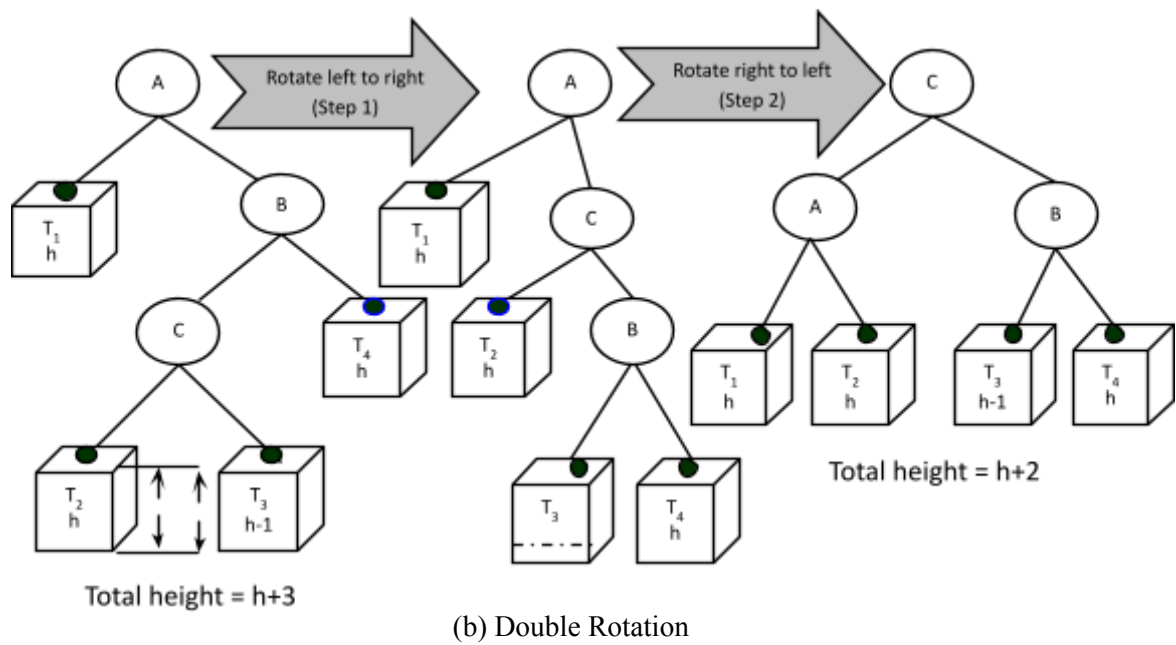 A
Rotate left to right
(Step 1)
A
Rotate right to left
(Step 2)
C
T1
h
B
T1
h
C
A
B
C
T4
h
T2
h
B
T1
h
T2
h
T3
h-1
T4
h
T2
h
T3
h-1
T3
T4
h
Total height = h+2
Total height = h+3
(b) Double Rotation